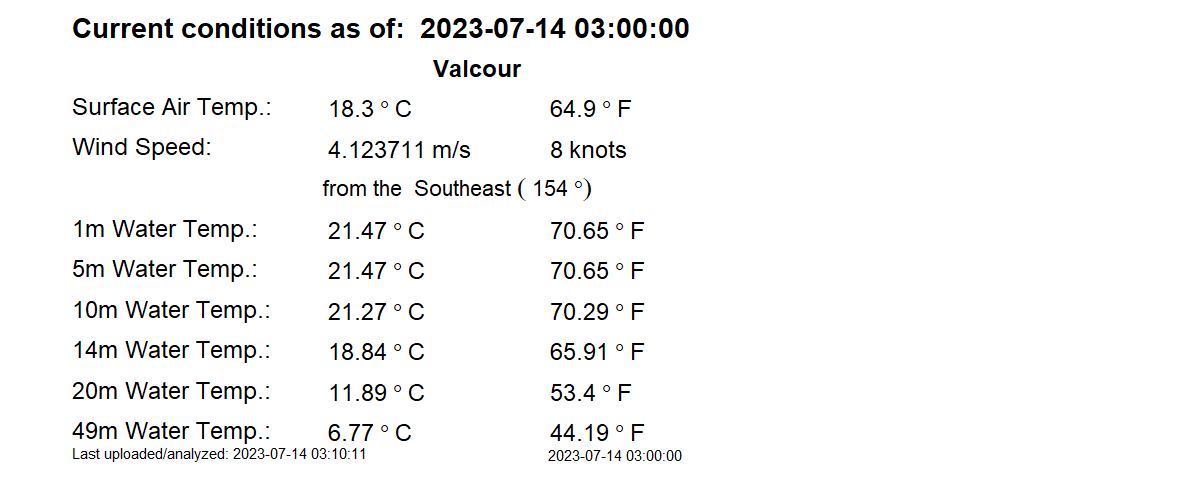 Current conditions as of:  2023-07-14 03:00:00
Valcour
Surface Air Temp.: 18.3 ° C 64.9 ° F
Wind Speed: 4.123711 m/s 8 knots
from the  Southeast ( 154 °)
1m Water Temp.: 21.47 ° C 70.65 ° F
5m Water Temp.: 21.47 ° C 70.65 ° F
10m Water Temp.: 21.27 ° C 70.29 ° F
14m Water Temp.: 18.84 ° C 65.91 ° F
20m Water Temp.: 11.89 ° C 53.4 ° F
49m Water Temp.: 6.77 ° C 44.19 ° F
Last uploaded/analyzed: 2023-07-14 03:10:11 2023-07-14 03:00:00